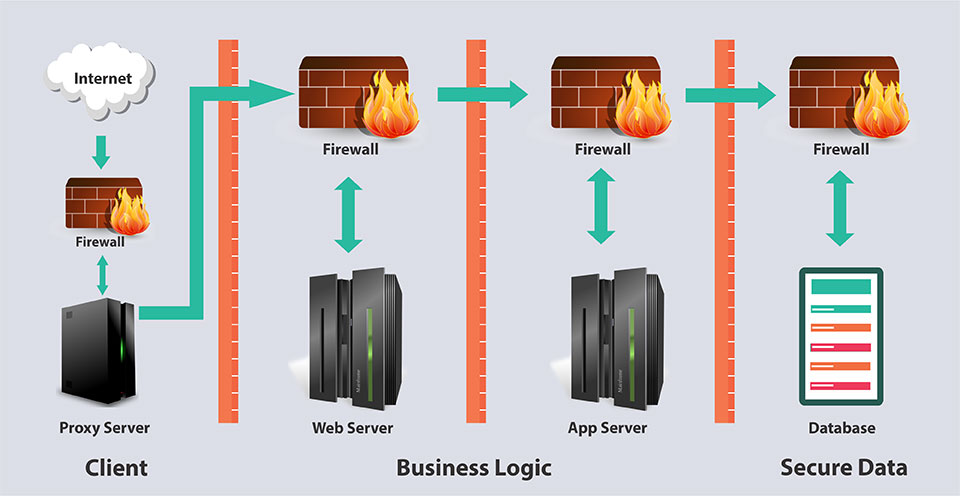 Internet
Firewall
Proxy Server
Client
Firewall
Web Server
Firewall
App Server
Business Logic
Firewall
Database
Secure Data